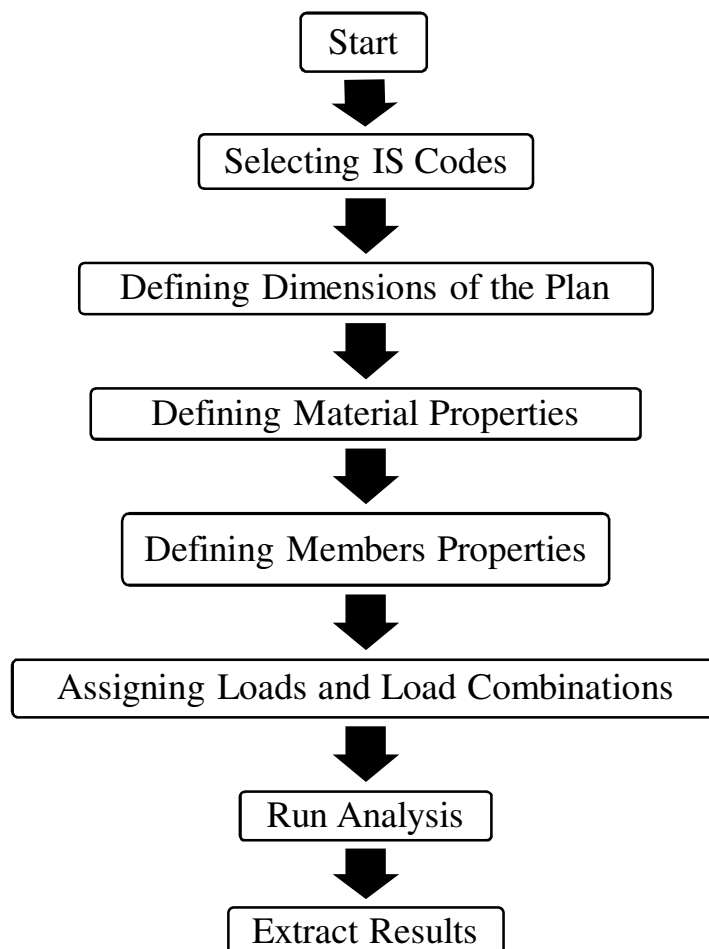 Start
Selecting IS Codes
Defining Dimensions of the Plan
Defining Material Properties
Defining Members Properties
Assigning Loads and Load Combinations
Run Analysis
Extract Results